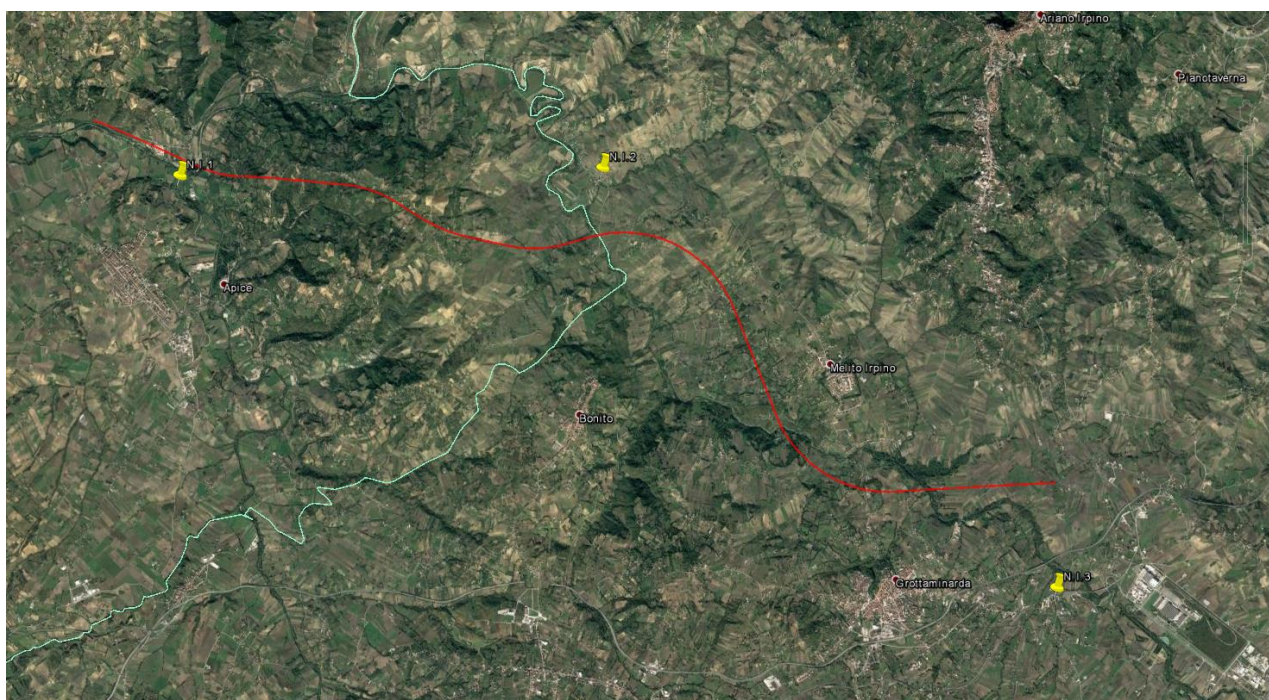 Ariano Irpino
Pianotaverna
N.I.1
N.I.2
Apice
Melito Irpino
Bonito
Grottaminarda
N.I.3